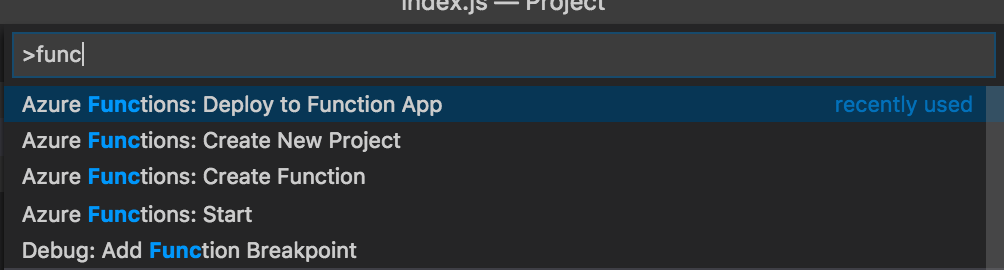 index.js — Project
>func
Azure Functions: Deploy to Function App recently used
Azure Functions: Create New Project
Azure Functions: Create Function
Azure Functions: Start
Debug: Add Function Breakpoint